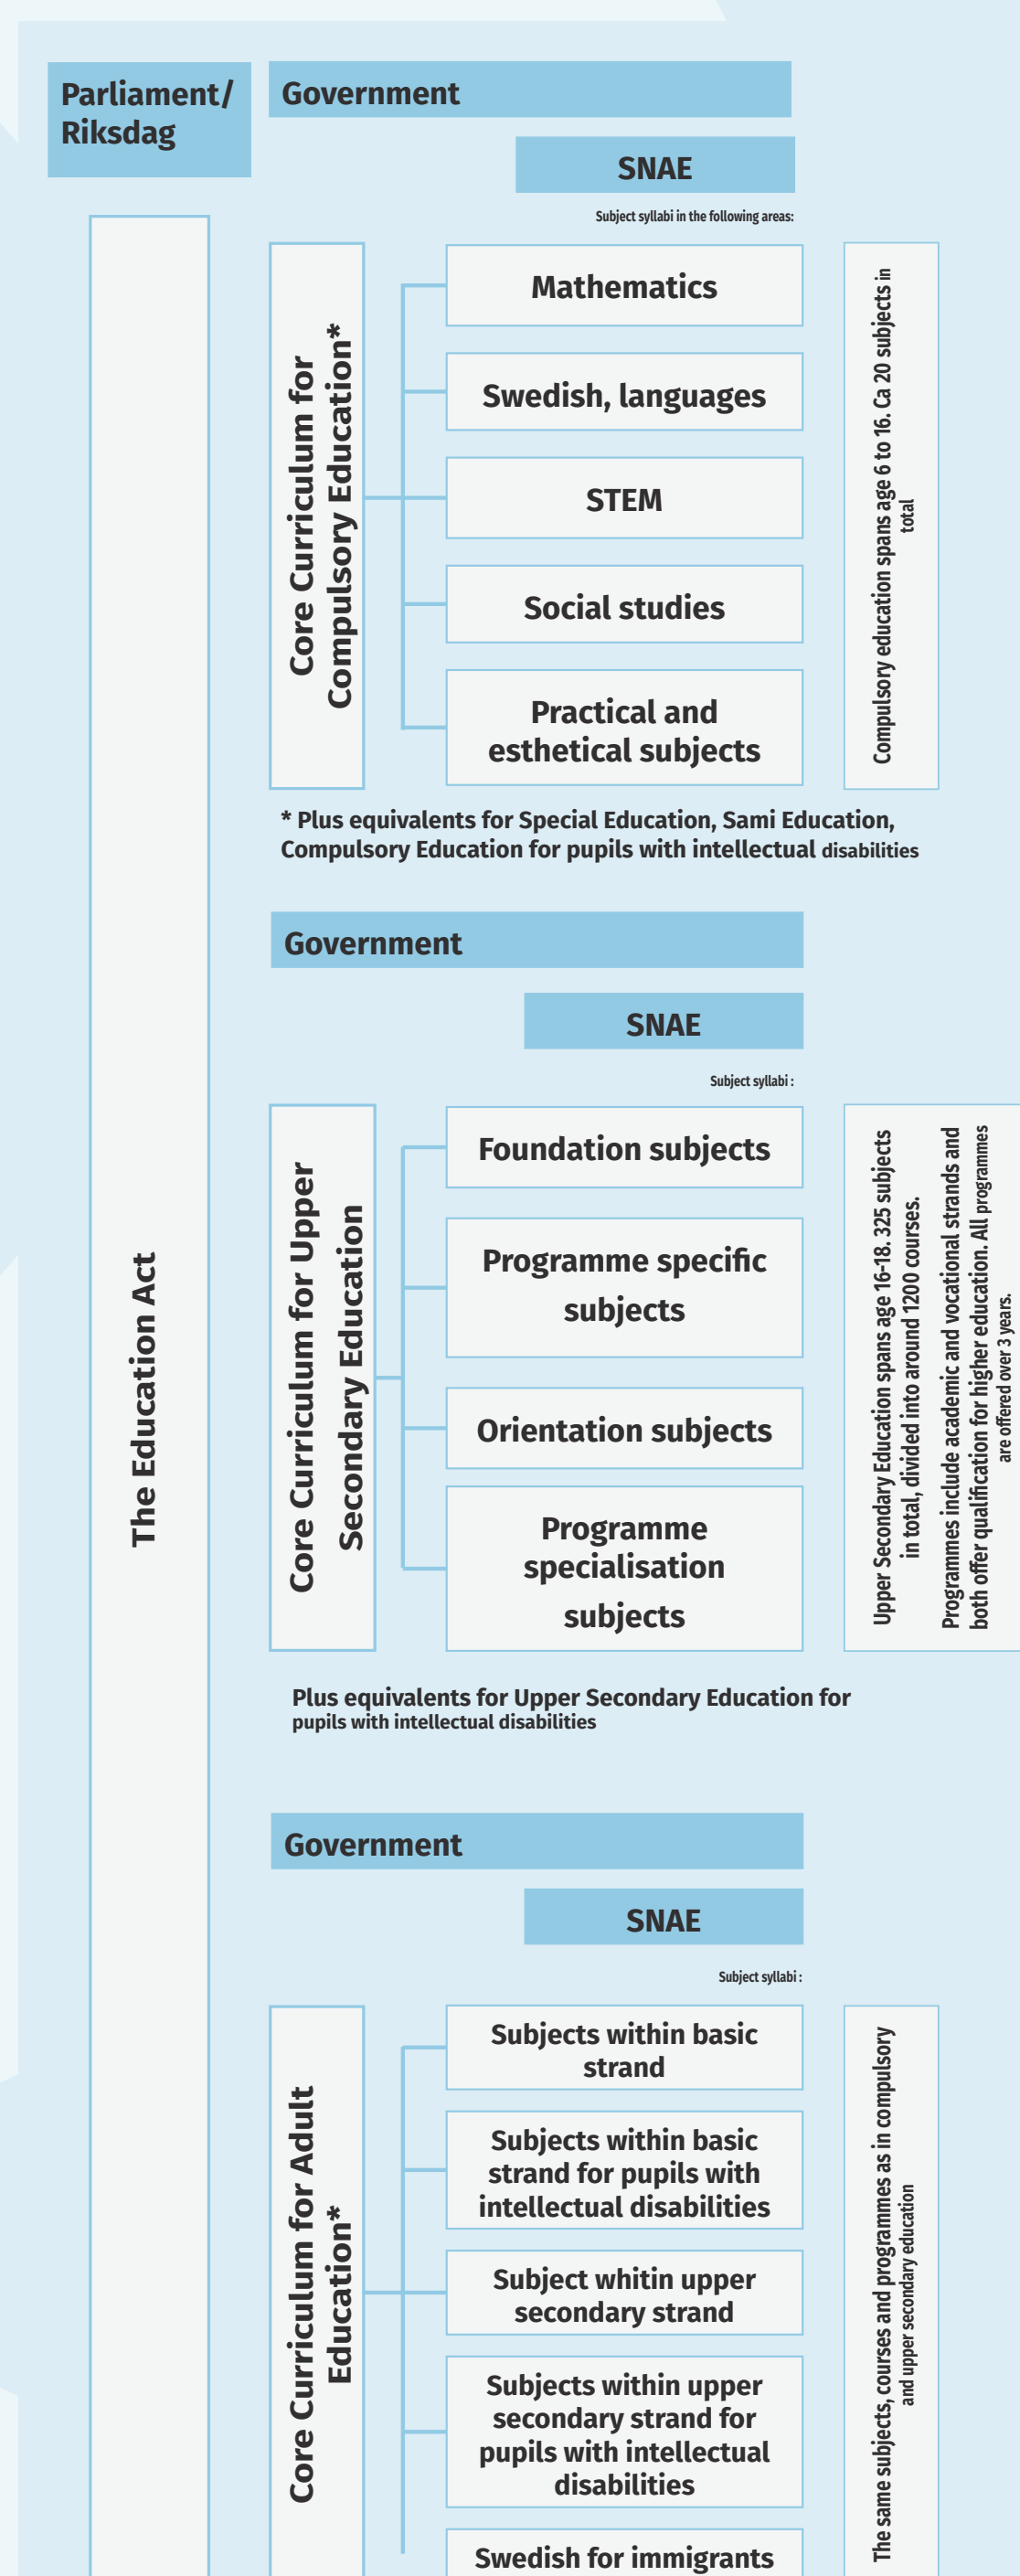 Parliament/
Riksdag
Government
SNAE
Subject syllabi in the following areas:
The Education Act
Core Curriculum for
Compulsory Education*
Mathematics
Swedish, languages
STEM
Social studies
Practical and
esthetical subjects
Compulsory education spans age 6 to 16. Ca 20 subjects in
total
* Plus equivalents for Special Education, Sami Education,
Compulsory Education for pupils with intellectual disabilities
Government
SNAE
Subject syllabi :
Core Curriculum for Upper
Secondary Education
Foundation subjects
Programme specific
subjects
Orientation subjects
Programme
specialisation
subjects
Upper Secondary Education spans age 16-18. 325 subjects
in total, divided into around 1200 courses.
Programmes include academic and vocational strands and
both offer qualification for higher education. All programmes
are offered over 3 years.
Plus equivalents for Upper Secondary Education for
pupils with intellectual disabilities
Government
SNAE
Subject syllabi :
Core Curriculum for Adult
Education*
Subjects within basic
strand
Subjects within basic
strand for pupils with
intellectual disabilities
Subject whitin upper
secondary strand
Subjects within upper
secondary strand for
pupils with intellectual
disabilities
Swedish for immigrants
The same subjects, courses and programmes as in compulsory
and upper secondary education